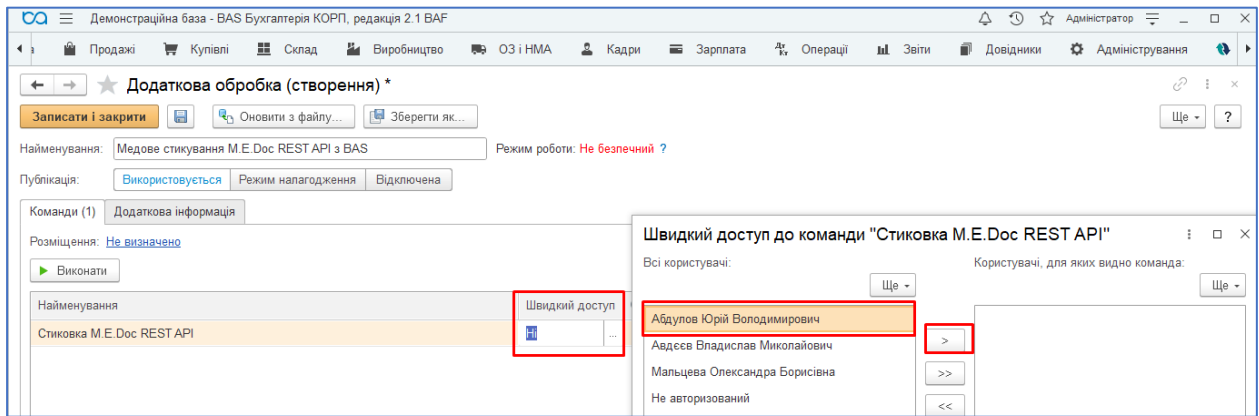 Демонстраційна база - BAS Бухгалтерія КОРП, редакція 2.1 BAF
Адміністратор
Продажі Купівлі Склад Виробництво ОЗ і НМА Кадри Зарплата Дт Кт Операції Звіти Довідники Адміністрування
Додаткова обробка (створення) *
Записати і закрити Оновити з файлу... Зберегти як... Ще ?
Найменування: Медове стикування M.E.Doc REST API з BAS Режим роботи: Не безпечний ?
Публікація: Використовується Режим налагодження Відключена
Команди (1) Додаткова інформація
Розміщення: Не визначено
Виконати
Найменування Швидкий доступ
Стиковка M.E.Doc REST API Ні ...
Швидкий доступ до команди "Стиковка M.E.Doc REST API"
Всі користувачі: Користувачі, для яких видно команда:
Ще Ще
Абдулов Юрій Володимирович
Авдєєв Владислав Миколайович
Мальцева Олександра Борисівна
Не авторизований
>
>>
<<